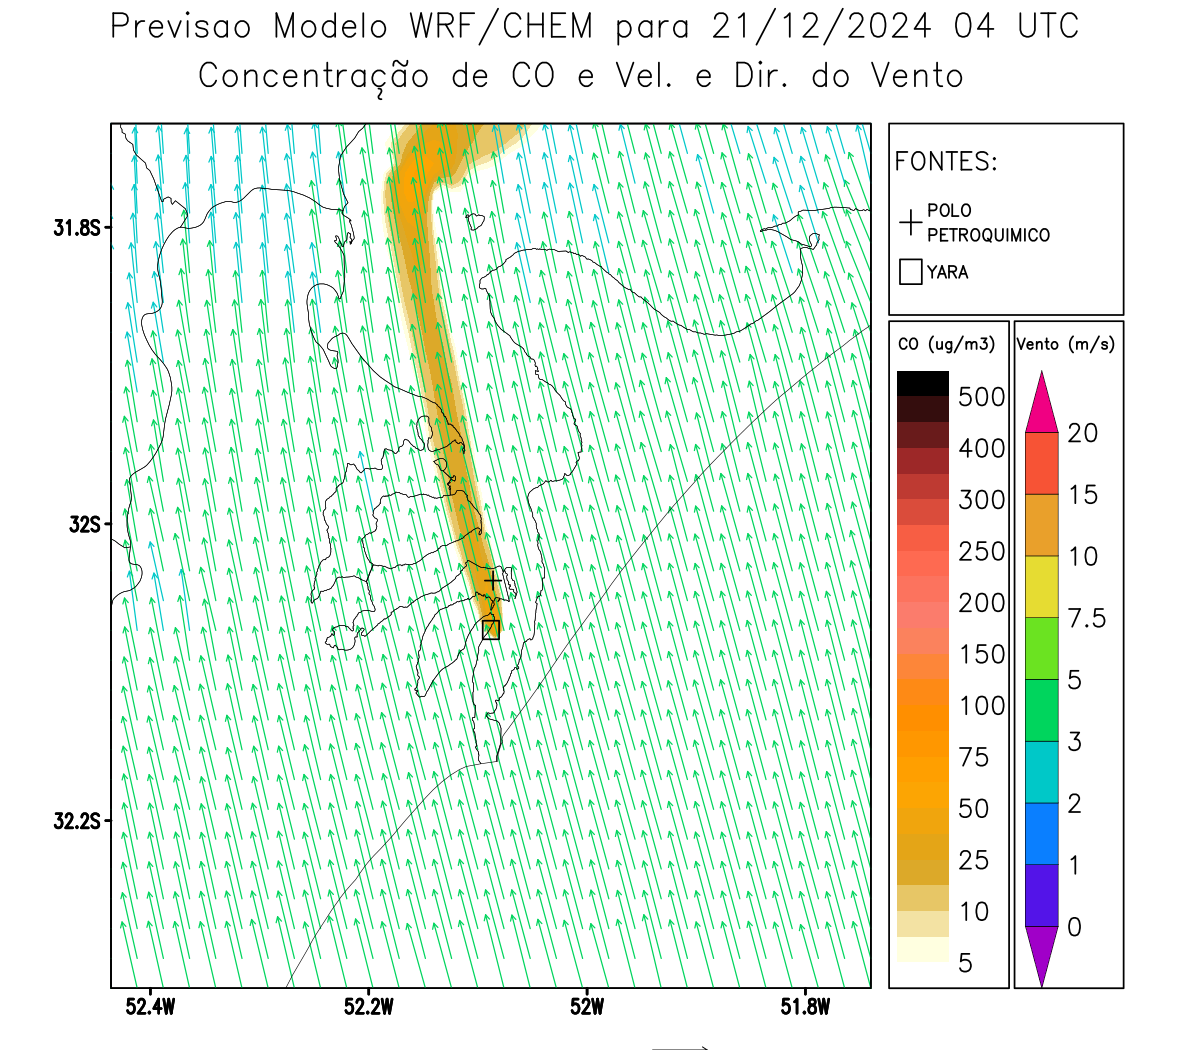 Previsao Modelo WRF/CHEM para 21/12/2024 04 UTC
Concentração de CO e Vel. e Dir. do Vento
FONTES:
POLO
PETROQUIMICO
YARA
CO (ug/m3)
500
400
300
250
200
150
100
75
50
25
10
5
Vento (m/s)
20
15
10
7.5
5
3
2
1
0
31.8S
32S
32.2S
52.4W
52.2W
52W
51.8W